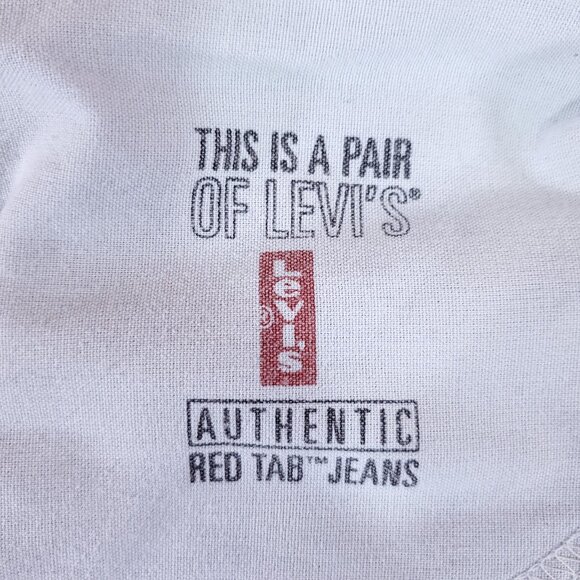 THIS IS A PAIR
OF LEVI'S®
Levi's
®
AUTHENTIC
RED TAB™ JEANS